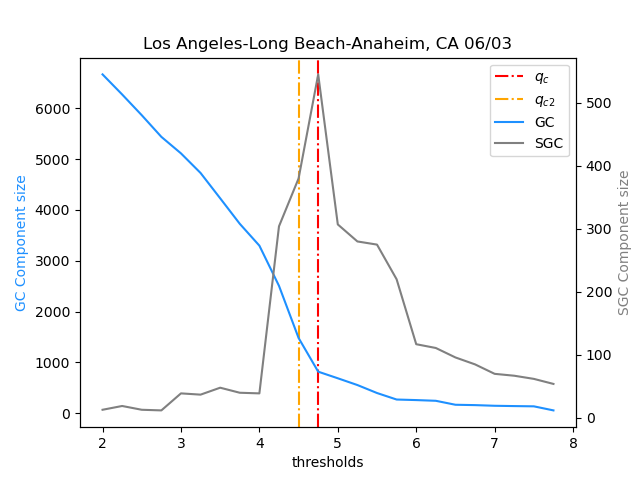 Los Angeles-Long Beach-Anaheim, CA 06/03
GC Component size
6000
5000
4000
3000
2000
1000
0
q_c
q_{c2}
GC
SGC
500
400
300
200
100
0
SGC Component size
2 3 4 5 6 7 8
thresholds